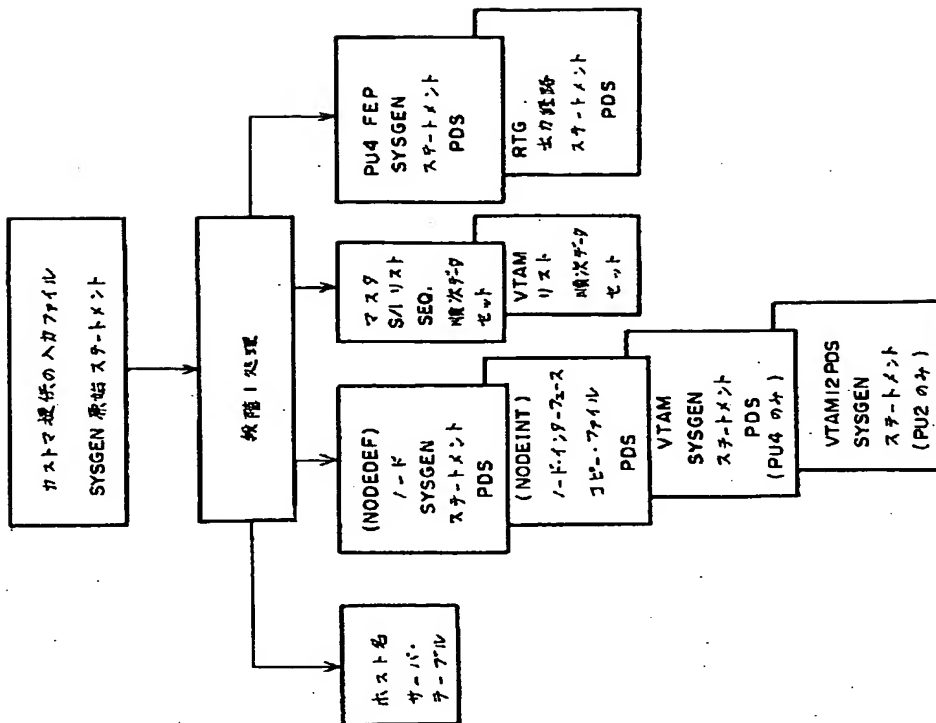 カストマ提供の入力ファイル
SYSGEN 原始ステートメント
段階1処理
ホスト名
サーバ・
テーブル
(NODEDEF)
ノード
SYSGEN
ステートメント
PDS
(NODEINT)
ノード・インターフェース
コピー・ファイル
PDS
VTAM
SYSGEN
ステートメント
PDS
(PU4のみ)
VTAM12PDS
SYSGEN
ステートメント
(PU2のみ)
マスタ
S/Iリスト
SEQ.
順次データ
セット
VTAM
リスト
順次データ
セット
PU4 FEP
SYSGEN
ステートメント
PDS
RTG
出力経路
ステートメント
PDS